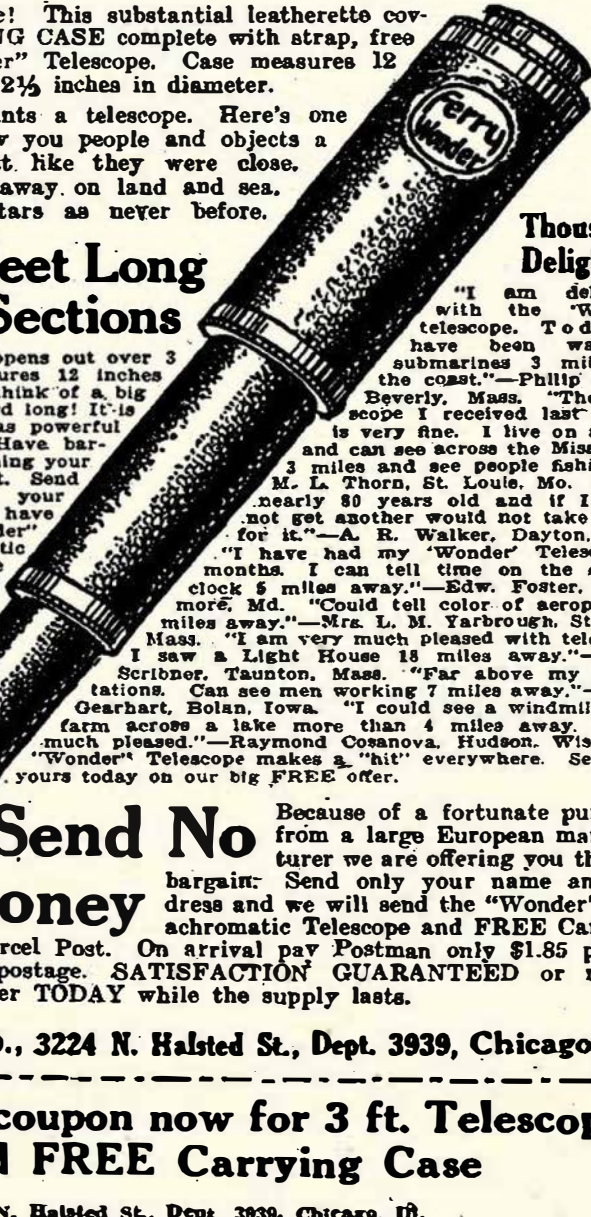 e! This substantial leatherette cov-
NG CASE complete with strap, free
er" Telescope. Case measures 12
2½ inches in diameter.
nts a telescope. Here's one
w you people and objects a
t like they were close.
away on land and sea.
tars as never before.
Ferry
Wonder
eet Long
Sections
opens out over 3
ures 12 inches
hink of a big
d long! It is
as powerful
Have bar-
ing your
t. Send
your
have
der"
tic
e
Thous
Delig
"I am del
with the "W
telescope. Tod
have been wa
submarines 3 mil
the coast."—Phillip
Beverly, Mass. "The
scope I received last
is very fine. I live on a
and can see across the Miss
3 miles and see people fishi
M. L. Thorn, St. Louis, Mo.
nearly 80 years old and if I
not get another would not take
for it."—A. R. Walker, Dayton,
"I have had my 'Wonder' Teles
months. I can tell time on the
clock 5 miles away."—Edw. Foster,
more, Md. "Could tell color of aerop
miles away."—Mrs. L. M. Yarbrough, St
Mass. "I am very much pleased with tel
I saw a Light House 18 miles away."—
Scribner, Taunton, Mass. "Far above my
tations. Can see men working 7 miles away."—
Gearhart, Bolan, Iowa. "I could see a windmil
farm across a lake more than 4 miles away.
much pleased."—Raymond Cosanova, Hudson, Wis
"Wonder" Telescope makes a "hit" everywhere. Se
yours today on our big FREE offer.
Send No
oney
Because of a fortunate pu
from a large European ma
turer we are offering you th
bargain: Send only your name an
dress and we will send the "Wonder"
achromatic Telescope and FREE Ca
rcel Post. On arrival pay Postman only $1.85 p
postage. SATISFACTION GUARANTEED or
er TODAY while the supply lasts.
o., 3224 N. Halsted St., Dept. 3939, Chicago
coupon now for 3 ft. Telescop
FREE Carrying Case
N. Halsted St., Dept. 3939, Chicago, Ill.